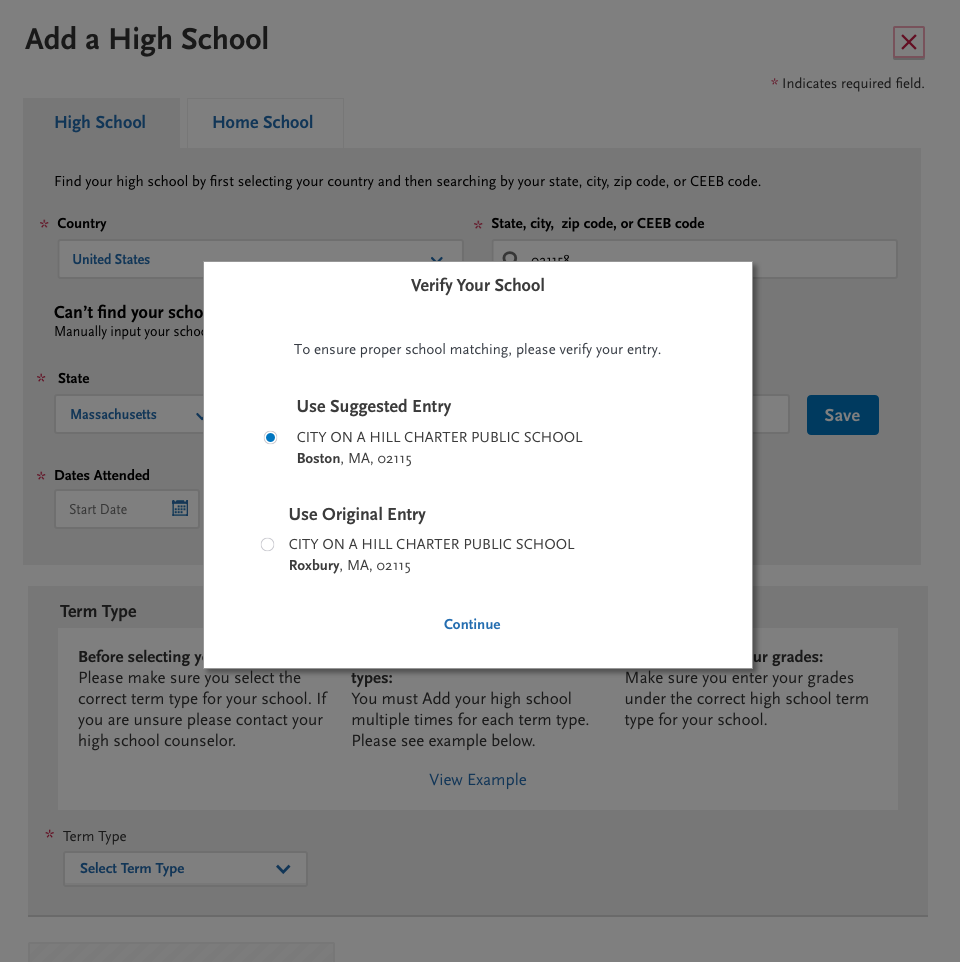 Add a High School
* Indicates required field.
High School
Home School
Find your high school by first selecting your country and then searching by your state, city, zip code, or CEEB code.
* Country
* State, city, zip code, or CEEB code
United States
Verify Your School
Can't find your scho
Manually input your schoo
To ensure proper school matching, please verify your entry.
* State
Massachusetts
Save
Use Suggested Entry
CITY ON A HILL CHARTER PUBLIC SCHOOL
Boston, MA, 02115
* Dates Attended
Start Date
Use Original Entry
CITY ON A HILL CHARTER PUBLIC SCHOOL
Roxbury, MA, 02115
Continue
Term Type
Before selecting y
Please make sure you select the
correct term type for your school. If
you are unsure please contact your
high school counselor.
types:
You must Add your high school
multiple times for each term type.
Please see example below.
ur grades:
Make sure you enter your grades
under the correct high school term
type for your school.
View Example
* Term Type
Select Term Type